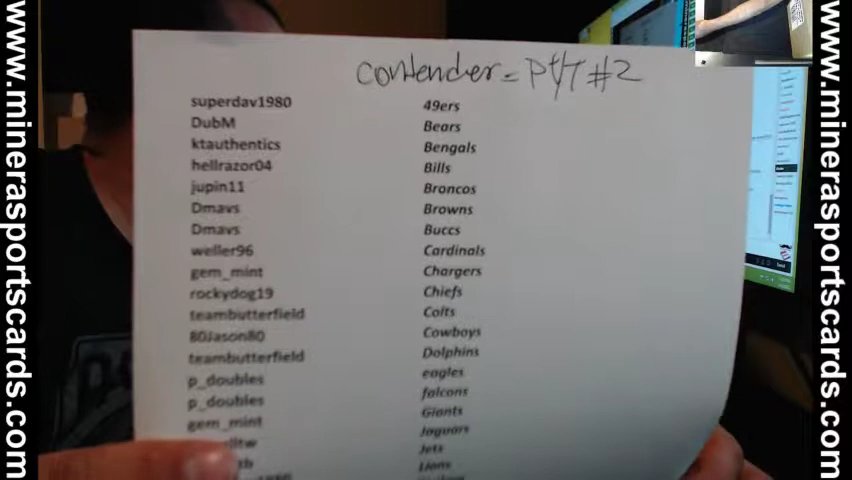 www.minerasportscards.com
contender = PYT #2
superdav1980 49ers
DubM Bears
ktauthentics Bengals
hellrazor04 Bills
jupin11 Broncos
Dmavs Browns
Dmavs Buccs
weller96 Cardinals
gem_mint Chargers
rockydog19 Chiefs
teambutterfield Colts
80Jason80 Cowboys
teambutterfield Dolphins
p_doubles eagles
p_doubles falcons
gem_mint Giants
Jaguars
Jets
Lions
www.minerasportscards.com